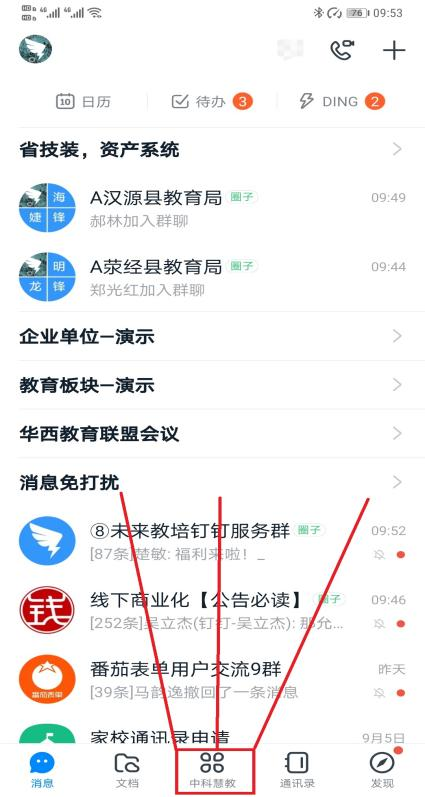 4G 4G 76 09:53
10 日历 待办 3 DING 2
省技装，资产系统
海
婕 锋
A汉源县教育局 圈子 09:49
郝林加入群聊
明
龙 锋
A荥经县教育局 圈子 09:44
郑光红加入群聊
企业单位—演示
教育板块—演示
华西教育联盟会议
消息免打扰
⑧未来教培钉钉服务群 圈子 09:52
[87条]楚敏: 福利来啦！_
钱
线下商业化【公告必读】 圈子 09:46
[252条]吴立杰(钉钉-吴立杰): 那允...
番茄表单
番茄表单用户交流9群 昨天
[39条]马韵逸撤回了一条消息
家校通讯录申请 9月5日
消息 文档 中科慧教 通讯录 发现